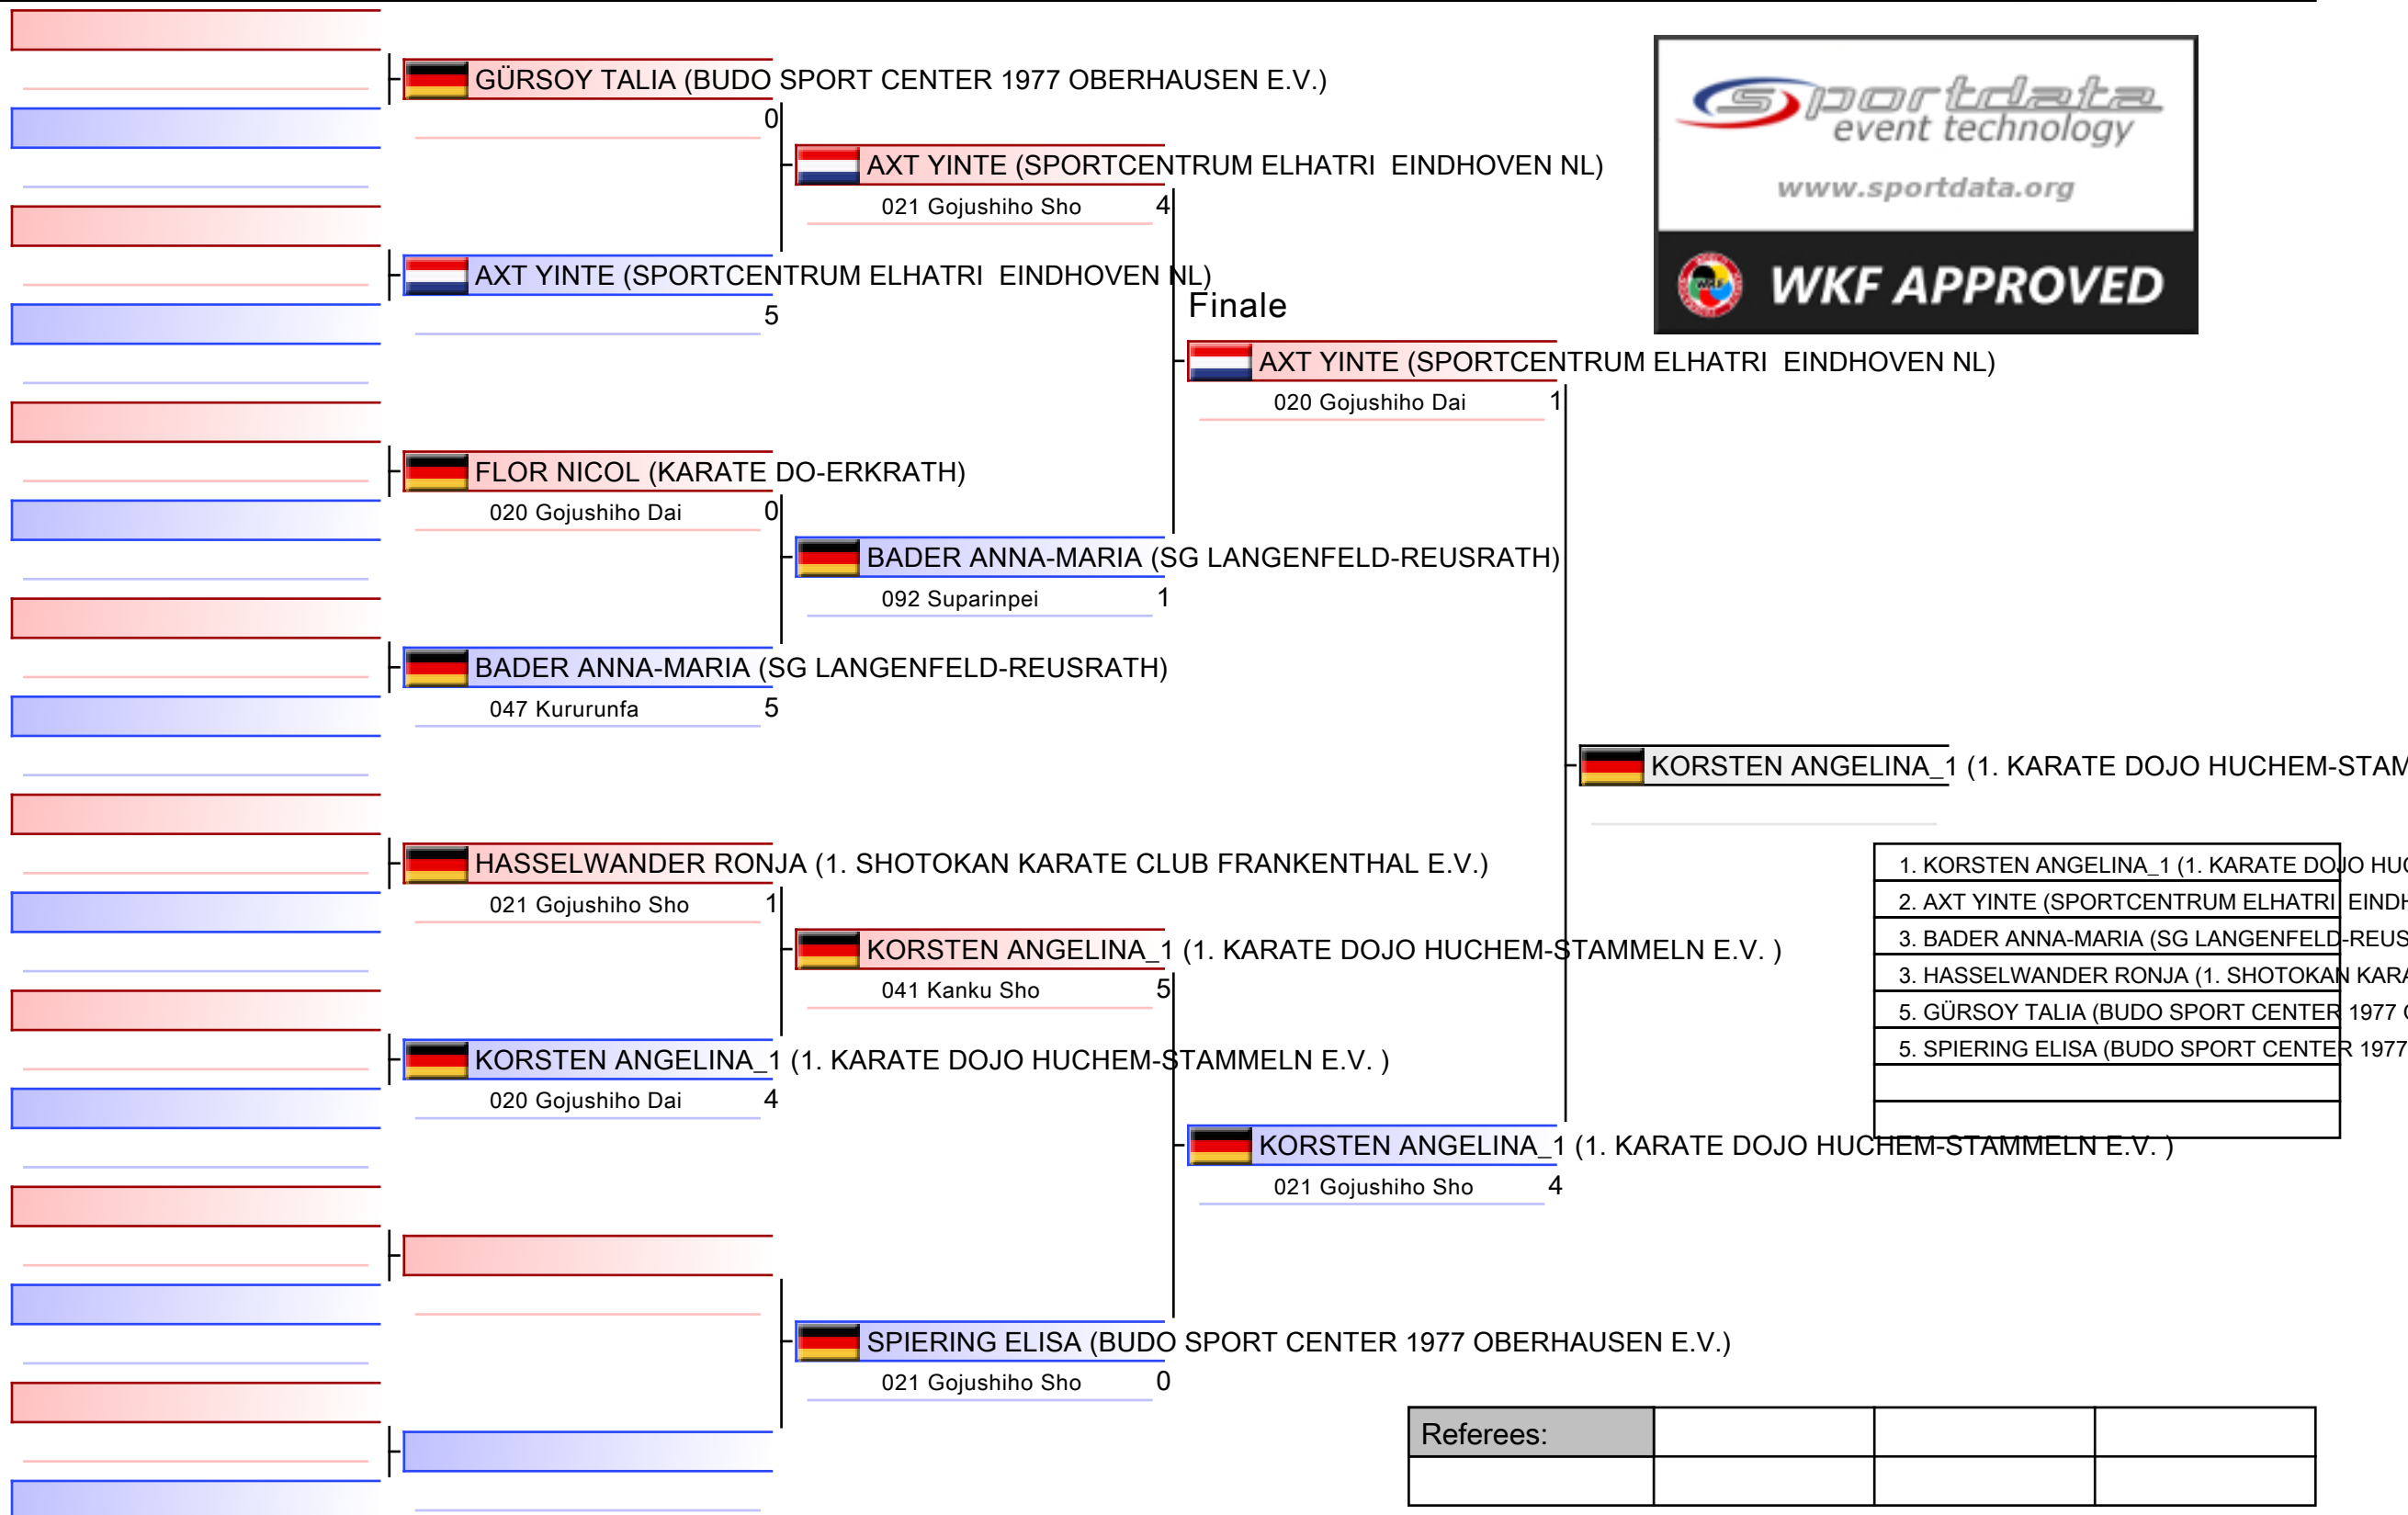 GÜRSOY TALIA (BUDO SPORT CENTER 1977 OBERHAUSEN E.V.)
0
AXT YINTE (SPORTCENTRUM ELHATRI  EINDHOVEN NL)
021 Gojushiho Sho 4
AXT YINTE (SPORTCENTRUM ELHATRI  EINDHOVEN NL)
5
sportdata
event technology
www.sportdata.org
WKF APPROVED
Finale
AXT YINTE (SPORTCENTRUM ELHATRI  EINDHOVEN NL)
020 Gojushiho Dai 1
FLOR NICOL (KARATE DO-ERKRATH)
020 Gojushiho Dai 0
BADER ANNA-MARIA (SG LANGENFELD-REUSRATH)
092 Suparinpei 1
BADER ANNA-MARIA (SG LANGENFELD-REUSRATH)
047 Kururunfa 5
KORSTEN ANGELINA_1 (1. KARATE DOJO HUCHEM-STAM
HASSELWANDER RONJA (1. SHOTOKAN KARATE CLUB FRANKENTHAL E.V.)
021 Gojushiho Sho 1
KORSTEN ANGELINA_1 (1. KARATE DOJO HUCHEM-STAMMELN E.V. )
041 Kanku Sho 5
KORSTEN ANGELINA_1 (1. KARATE DOJO HUCHEM-STAMMELN E.V. )
020 Gojushiho Dai 4
1. KORSTEN ANGELINA_1 (1. KARATE DOJO HUC
2. AXT YINTE (SPORTCENTRUM ELHATRI  EINDH
3. BADER ANNA-MARIA (SG LANGENFELD-REUS
3. HASSELWANDER RONJA (1. SHOTOKAN KARA
5. GÜRSOY TALIA (BUDO SPORT CENTER 1977 O
5. SPIERING ELISA (BUDO SPORT CENTER 1977
KORSTEN ANGELINA_1 (1. KARATE DOJO HUCHEM-STAMMELN E.V. )
021 Gojushiho Sho 4
SPIERING ELISA (BUDO SPORT CENTER 1977 OBERHAUSEN E.V.)
021 Gojushiho Sho 0
Referees: